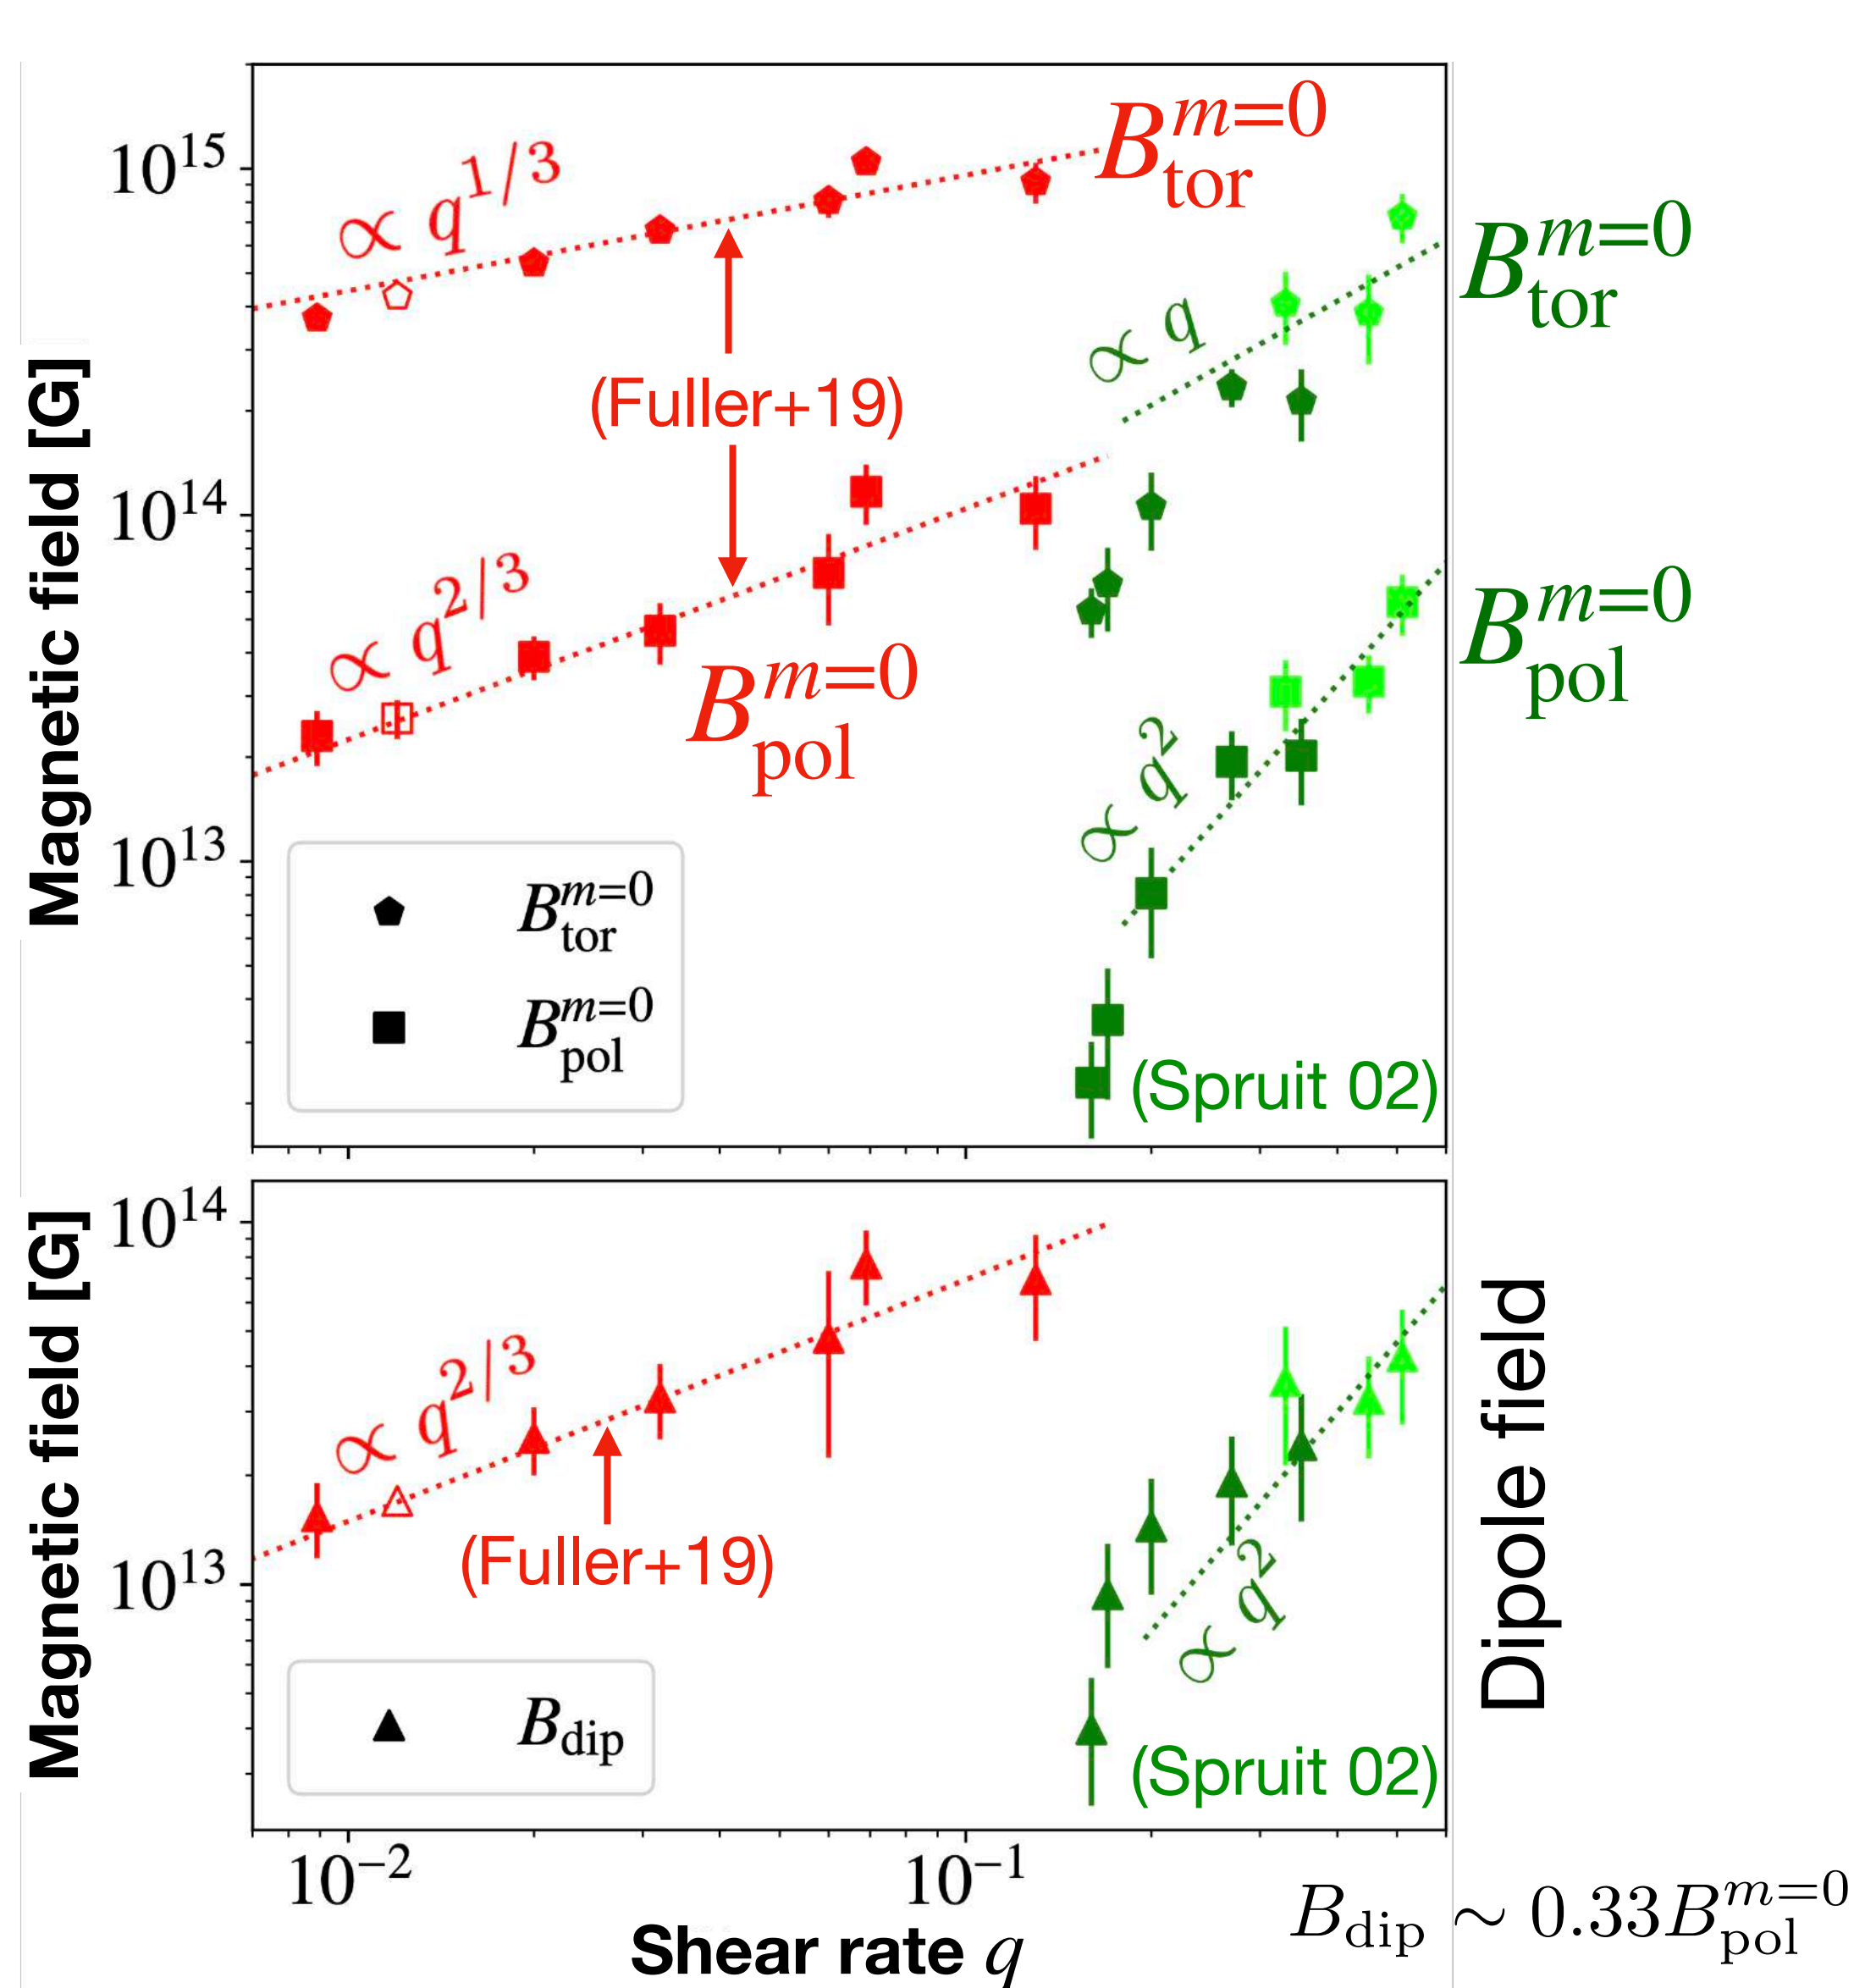 Magnetic field [G]
10^15
10^14
10^13
∝ q^{1/3}
B_tor^{m=0}
(Fuller+19)
∝ q^{2/3}
B_pol^{m=0}
∝ q
B_tor^{m=0}
B_pol^{m=0}
∝ q^2
(Spruit 02)
B_tor^{m=0}
B_pol^{m=0}
Magnetic field [G]
10^14
10^13
∝ q^{2/3}
(Fuller+19)
∝ q^2
(Spruit 02)
B_dip
Dipole field
10^−2
10^−1
Shear rate q
B_dip ∼ 0.33B_pol^{m=0}